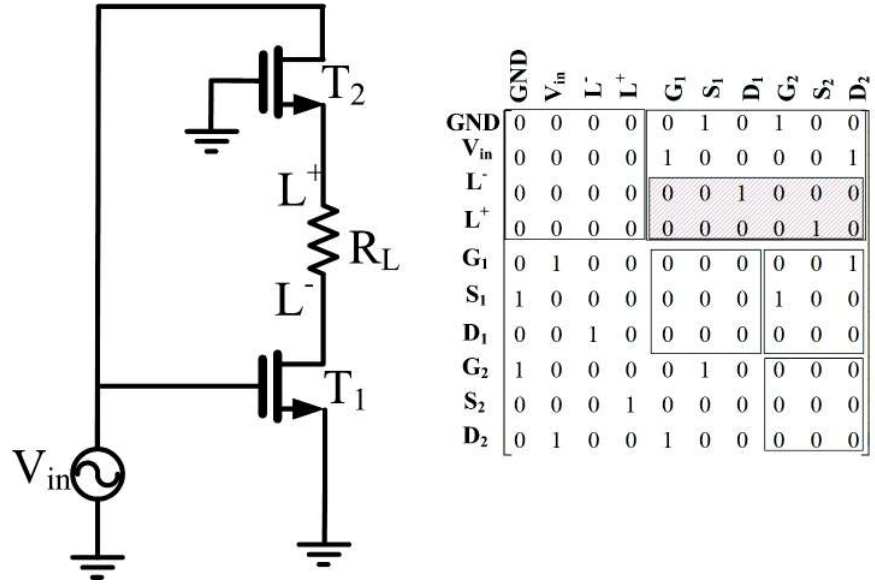 T₂
L⁺
R_L
L⁻
T₁
V_in
GND V_in L⁻ L⁺ G₁ S₁ D₁ G₂ S₂ D₂
GND 0 0 0 0 0 1 0 1 0 0
V_in 0 0 0 0 1 0 0 0 0 1
L⁻ 0 0 0 0 0 0 1 0 0 0
L⁺ 0 0 0 0 0 0 0 0 1 0
G₁ 0 1 0 0 0 0 0 0 0 1
S₁ 1 0 0 0 0 0 0 1 0 0
D₁ 0 0 1 0 0 0 0 0 0 0
G₂ 1 0 0 0 0 1 0 0 0 0
S₂ 0 0 0 1 0 0 0 0 0 0
D₂ 0 1 0 0 1 0 0 0 0 0